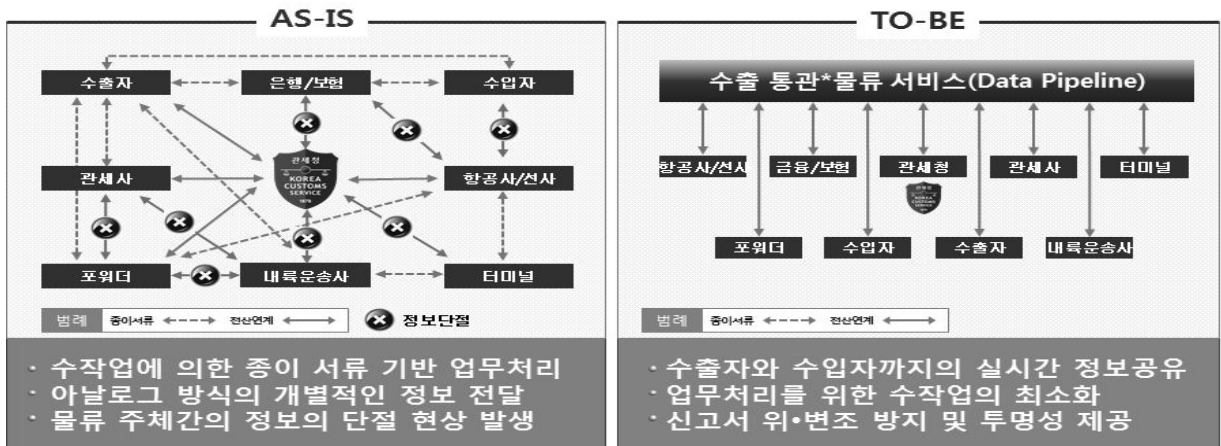 AS-IS
수출자
은행/보험
수입자
관세청
KOREA
CUSTOMS
SERVICE
1970
관세사
항공사/선사
포워더
내륙운송사
터미널
범례 종이서류 전산연계 정보단절
· 수작업에 의한 종이 서류 기반 업무처리
· 아날로그 방식의 개별적인 정보 전달
· 물류 주체간의 정보의 단절 현상 발생
TO-BE
수출 통관*물류 서비스(Data Pipeline)
항공사/선사 금융/보험 관세청 관세사 터미널
포워더 수입자 수출자 내륙운송사
범례 종이서류 전산연계
· 수출자와 수입자까지의 실시간 정보공유
· 업무처리를 위한 수작업의 최소화
· 신고서 위•변조 방지 및 투명성 제공